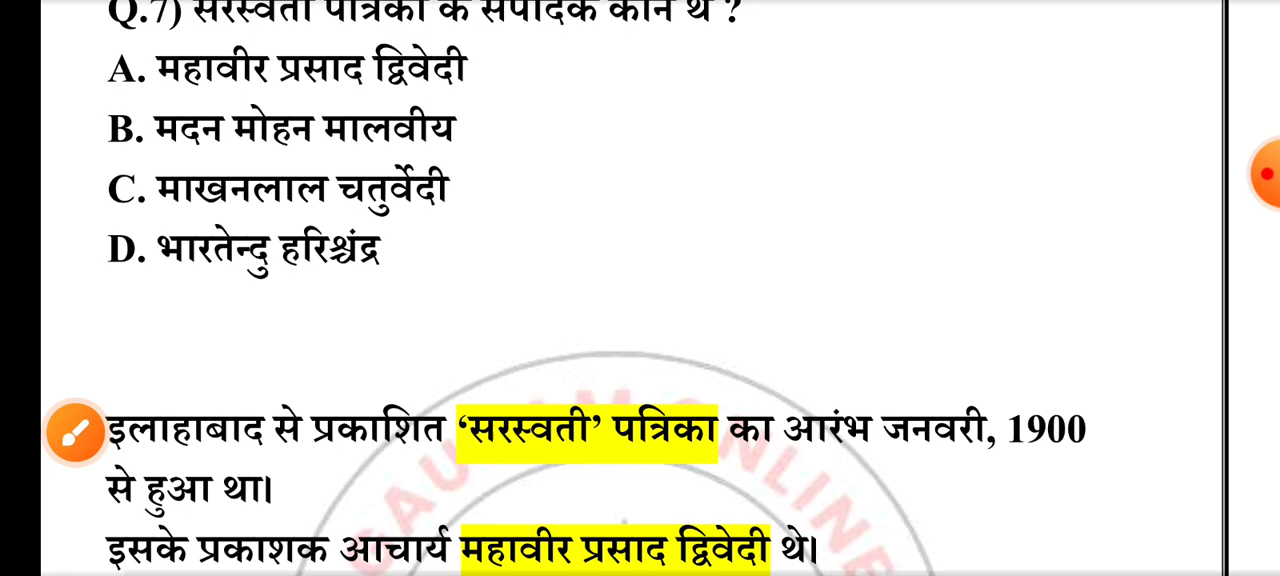 Q.7) सरस्वती पत्रिका के संपादक कौन थे ?
A. महावीर प्रसाद द्विवेदी
B. मदन मोहन मालवीय
C. माखनलाल चतुर्वेदी
D. भारतेन्दु हरिश्चंद्र
इलाहाबाद से प्रकाशित ‘सरस्वती’ पत्रिका का आरंभ जनवरी, 1900
से हुआ था।
इसके प्रकाशक आचार्य महावीर प्रसाद द्विवेदी थे।